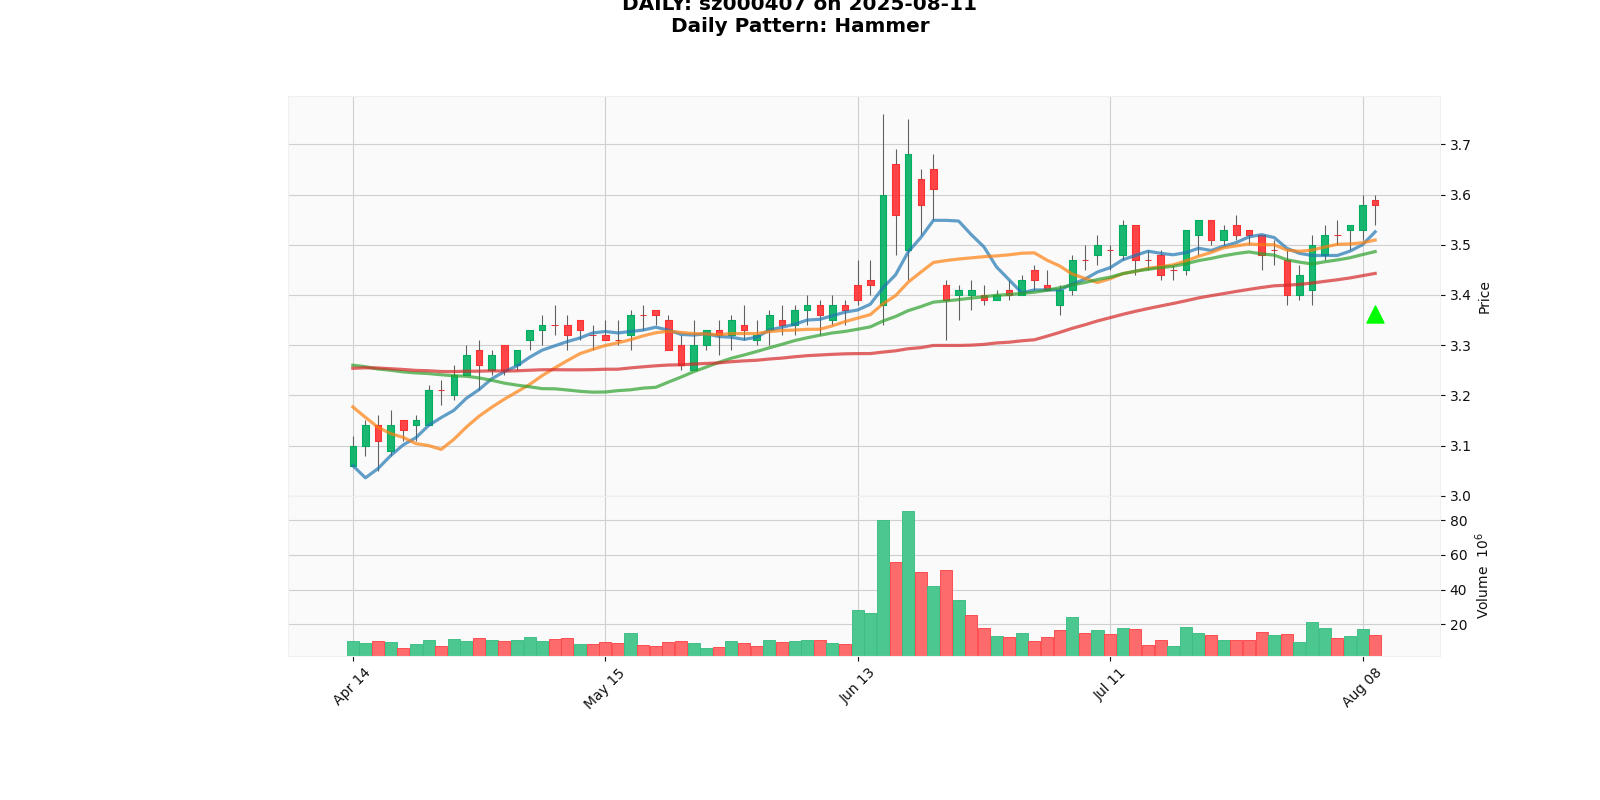 DAILY: sz000407 on 2025-08-11
Daily Pattern: Hammer
3.7
3.6
3.5
3.4
3.3
3.2
3.1
3.0
Price
80
60
40
20
Volume 10^6
Apr 14
May 15
Jun 13
Jul 11
Aug 08